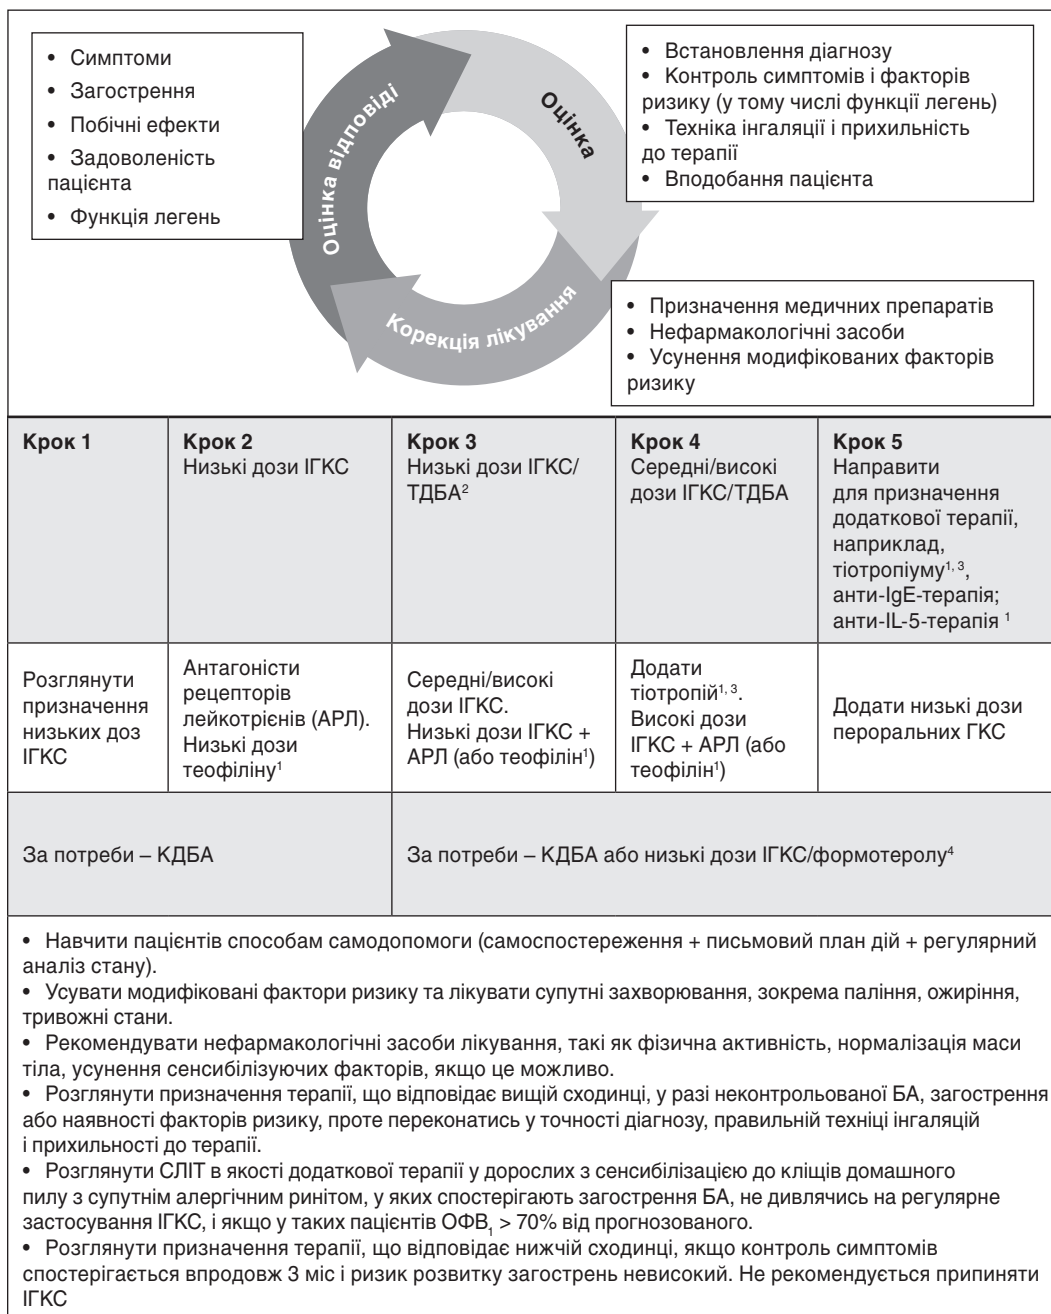 • Симптоми
• Загострення
• Побічні ефекти
• Задоволеність
пацієнта
• Функція легень
Оцінка відповіді
Оцінка
Корекція лікування
• Встановлення діагнозу
• Контроль симптомів і факторів
ризику (у тому числі функції легень)
• Техніка інгаляції і прихильність
до терапії
• Вподобання пацієнта
• Призначення медичних препаратів
• Нефармакологічні засоби
• Усунення модифікованих факторів
ризику
Крок 1
Крок 2
Низькі дози ІГКС
Крок 3
Низькі дози ІГКС/
ТДБА²
Крок 4
Середні/високі
дози ІГКС/ТДБА
Крок 5
Направити
для призначення
додаткової терапії,
наприклад,
тіотропіуму¹, ³,
анти-IgE-терапія;
анти-IL-5-терапія ¹
Розглянути
призначення
низьких доз
ІГКС
Антагоністи
рецепторів
лейкотрієнів (АРЛ).
Низькі дози
теофіліну¹
Середні/високі
дози ІГКС.
Низькі дози ІГКС +
АРЛ (або теофілін¹)
Додати
тіотропій¹, ³.
Високі дози
ІГКС + АРЛ (або
теофілін¹)
Додати низькі дози
пероральних ГКС
За потреби – КДБА
За потреби – КДБА або низькі дози ІГКС/формотеролу⁴
• Навчити пацієнтів способам самодопомоги (самоспостереження + письмовий план дій + регулярний
аналіз стану).
• Усувати модифіковані фактори ризику та лікувати супутні захворювання, зокрема паління, ожиріння,
тривожні стани.
• Рекомендувати нефармакологічні засоби лікування, такі як фізична активність, нормалізація маси
тіла, усунення сенсибілізуючих факторів, якщо це можливо.
• Розглянути призначення терапії, що відповідає вищій сходинці, у разі неконтрольованої БА, загострення
або наявності факторів ризику, проте переконатись у точності діагнозу, правильній техніці інгаляцій
і прихильності до терапії.
• Розглянути СЛІТ в якості додаткової терапії у дорослих з сенсибілізацією до кліщів домашного
пилу з супутнім алергічним ринітом, у яких спостерігають загострення БА, не дивлячись на регулярне
застосування ІГКС, і якщо у таких пацієнтів ОФВ₁ > 70% від прогнозованого.
• Розглянути призначення терапії, що відповідає нижчій сходинці, якщо контроль симптомів
спостерігається впродовж 3 міс і ризик розвитку загострень невисокий. Не рекомендується припиняти
ІГКС